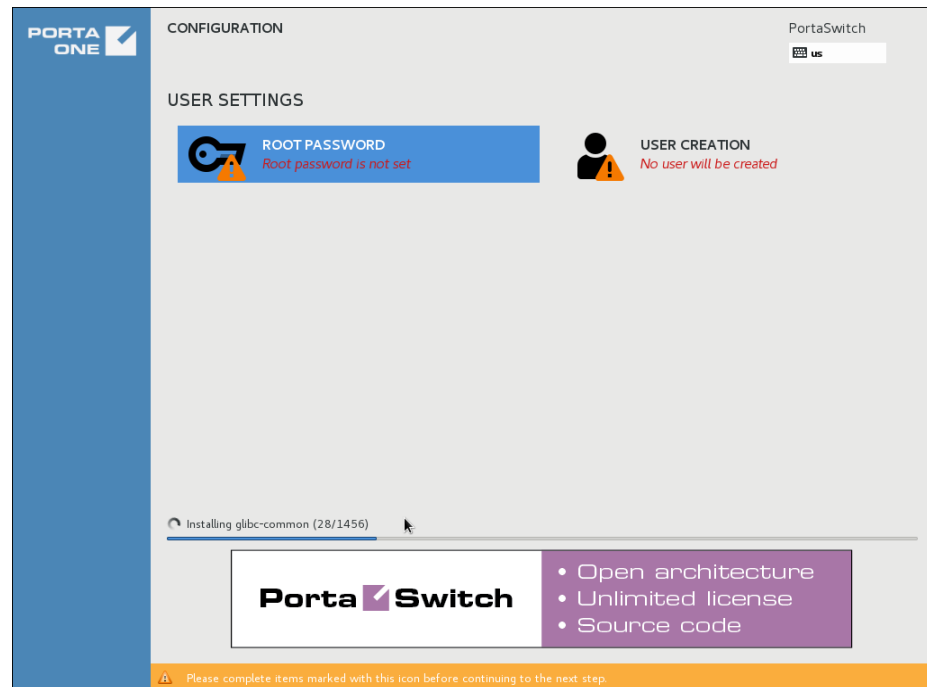 PORTA
ONE
CONFIGURATION
PortaSwitch
us
USER SETTINGS
ROOT PASSWORD
Root password is not set
USER CREATION
No user will be created
Installing glibc-common (28/1456)
Porta Switch
• Open architecture
• Unlimited license
• Source code
Please complete items marked with this icon before continuing to the next step.